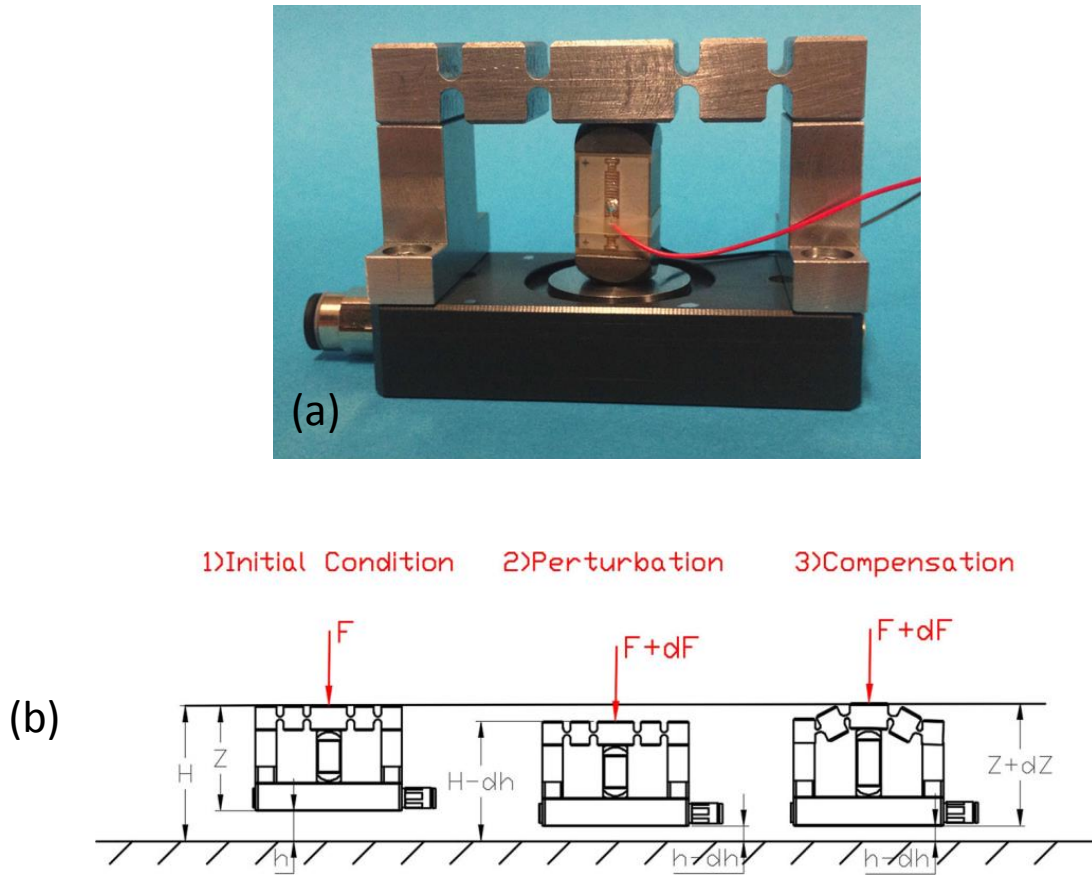 (a)
1)Initial Condition
2)Perturbation
3)Compensation
F
F+dF
F+dF
(b)
H
Z
H-dh
Z+dZ
h
h-dh
h-dh